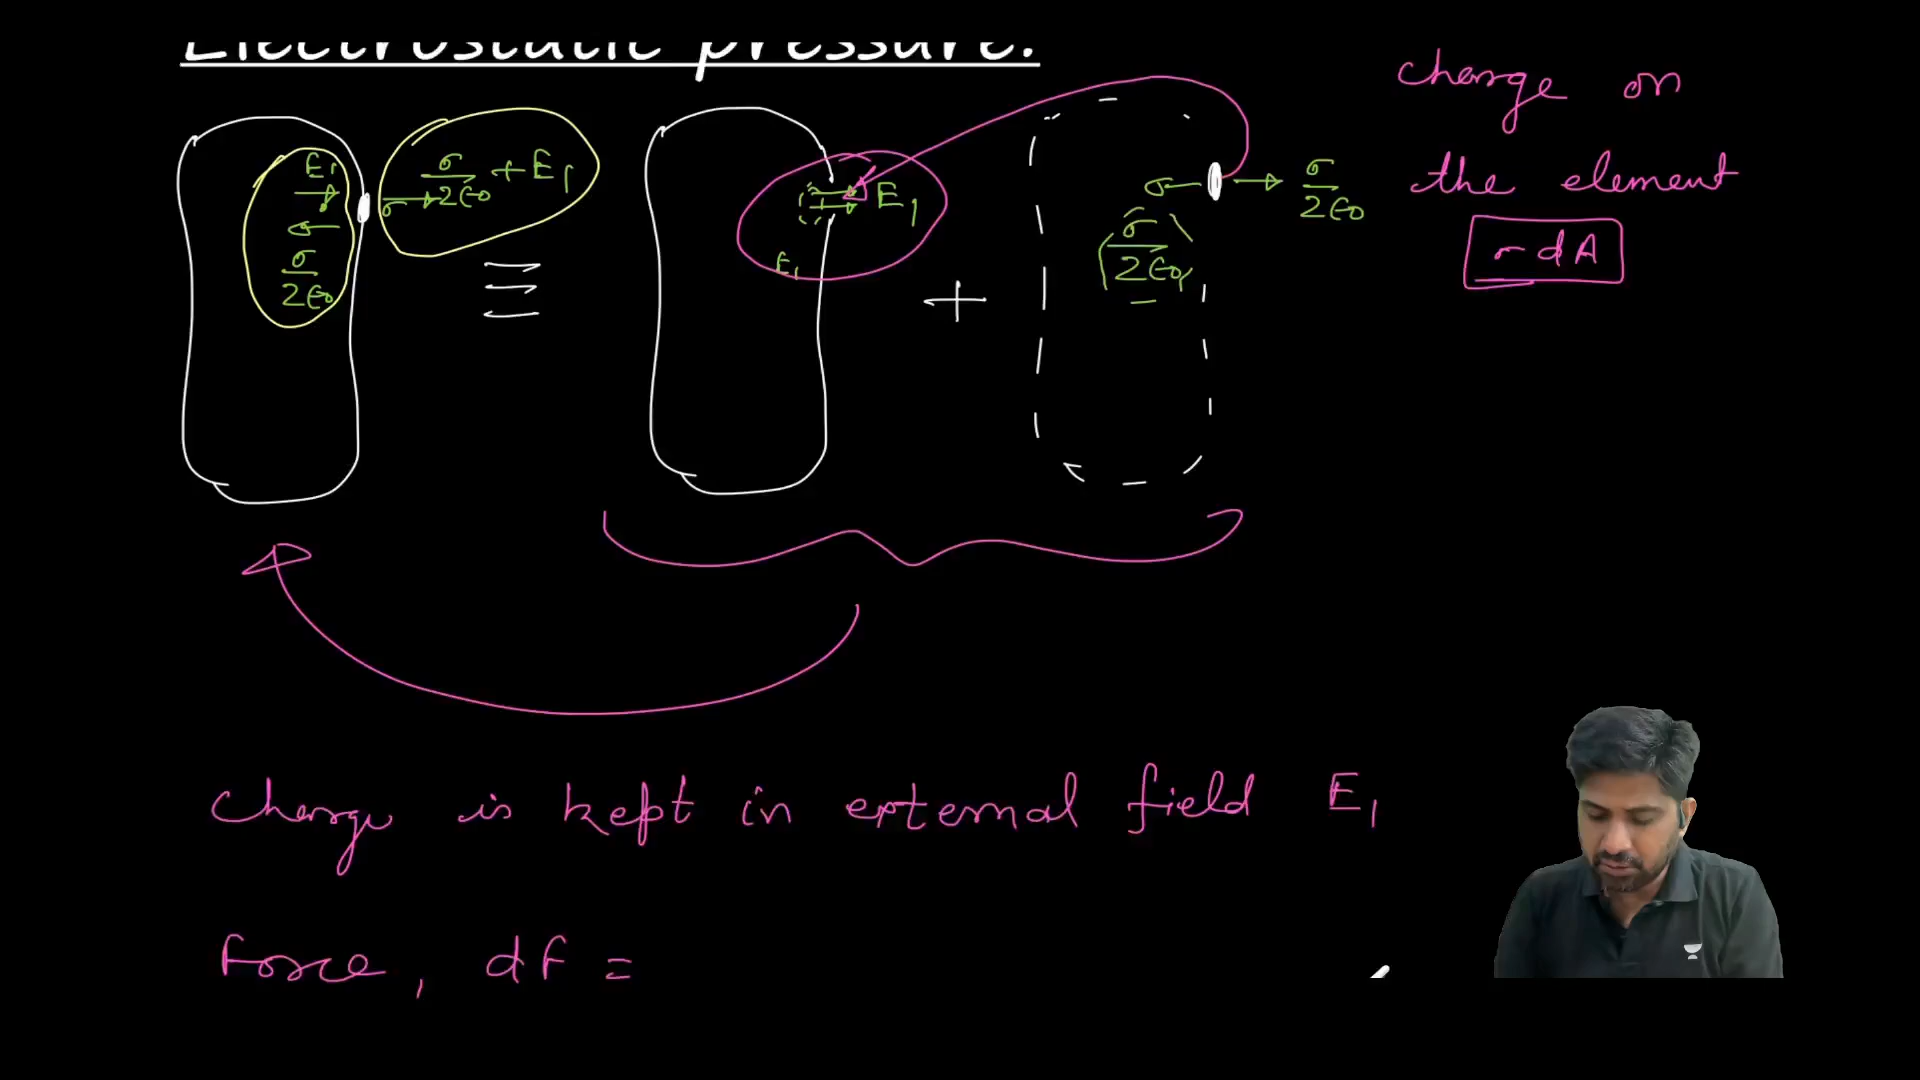 Electrostatic pressure.
E₁
σ/2ε₀
σ/2ε₀ + E₁
≡
E₁
E₁
+
σ/2ε₀
σ/2ε₀
charge on
the element
σdA
charge is kept in external field E₁
Force, dF =